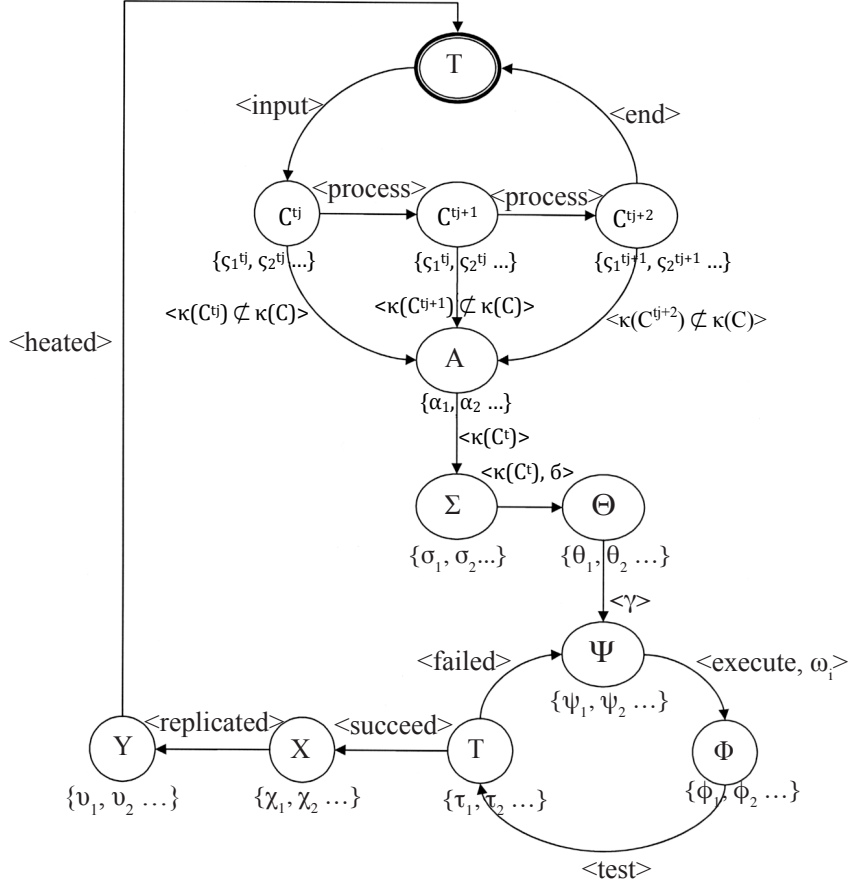 T
<input>
<end>
<process>
<process>
Cᵗʲ
Cᵗʲ⁺¹
Cᵗʲ⁺²
{ς₁ᵗʲ, ς₂ᵗʲ ...}
{ς₁ᵗʲ, ς₂ᵗʲ ...}
{ς₁ᵗʲ⁺¹, ς₂ᵗʲ⁺¹ ...}
<κ(Cᵗʲ) ⊄ κ(C)>
<κ(Cᵗʲ⁺¹) ⊄ κ(C)>
<κ(Cᵗʲ⁺²) ⊄ κ(C)>
<heated>
A
{α₁, α₂ ...}
<κ(Cᵗ)>
<κ(Cᵗ), б>
Σ
Θ
{σ₁, σ₂...}
{θ₁, θ₂ ...}
<γ>
Ψ
<failed>
<execute, ωᵢ>
{ψ₁, ψ₂ ...}
<replicated>
<succeed>
Y
X
T
Φ
{υ₁, υ₂ ...}
{χ₁, χ₂ ...}
{τ₁, τ₂ ...}
{ϕ₁, ϕ₂ ...}
<test>